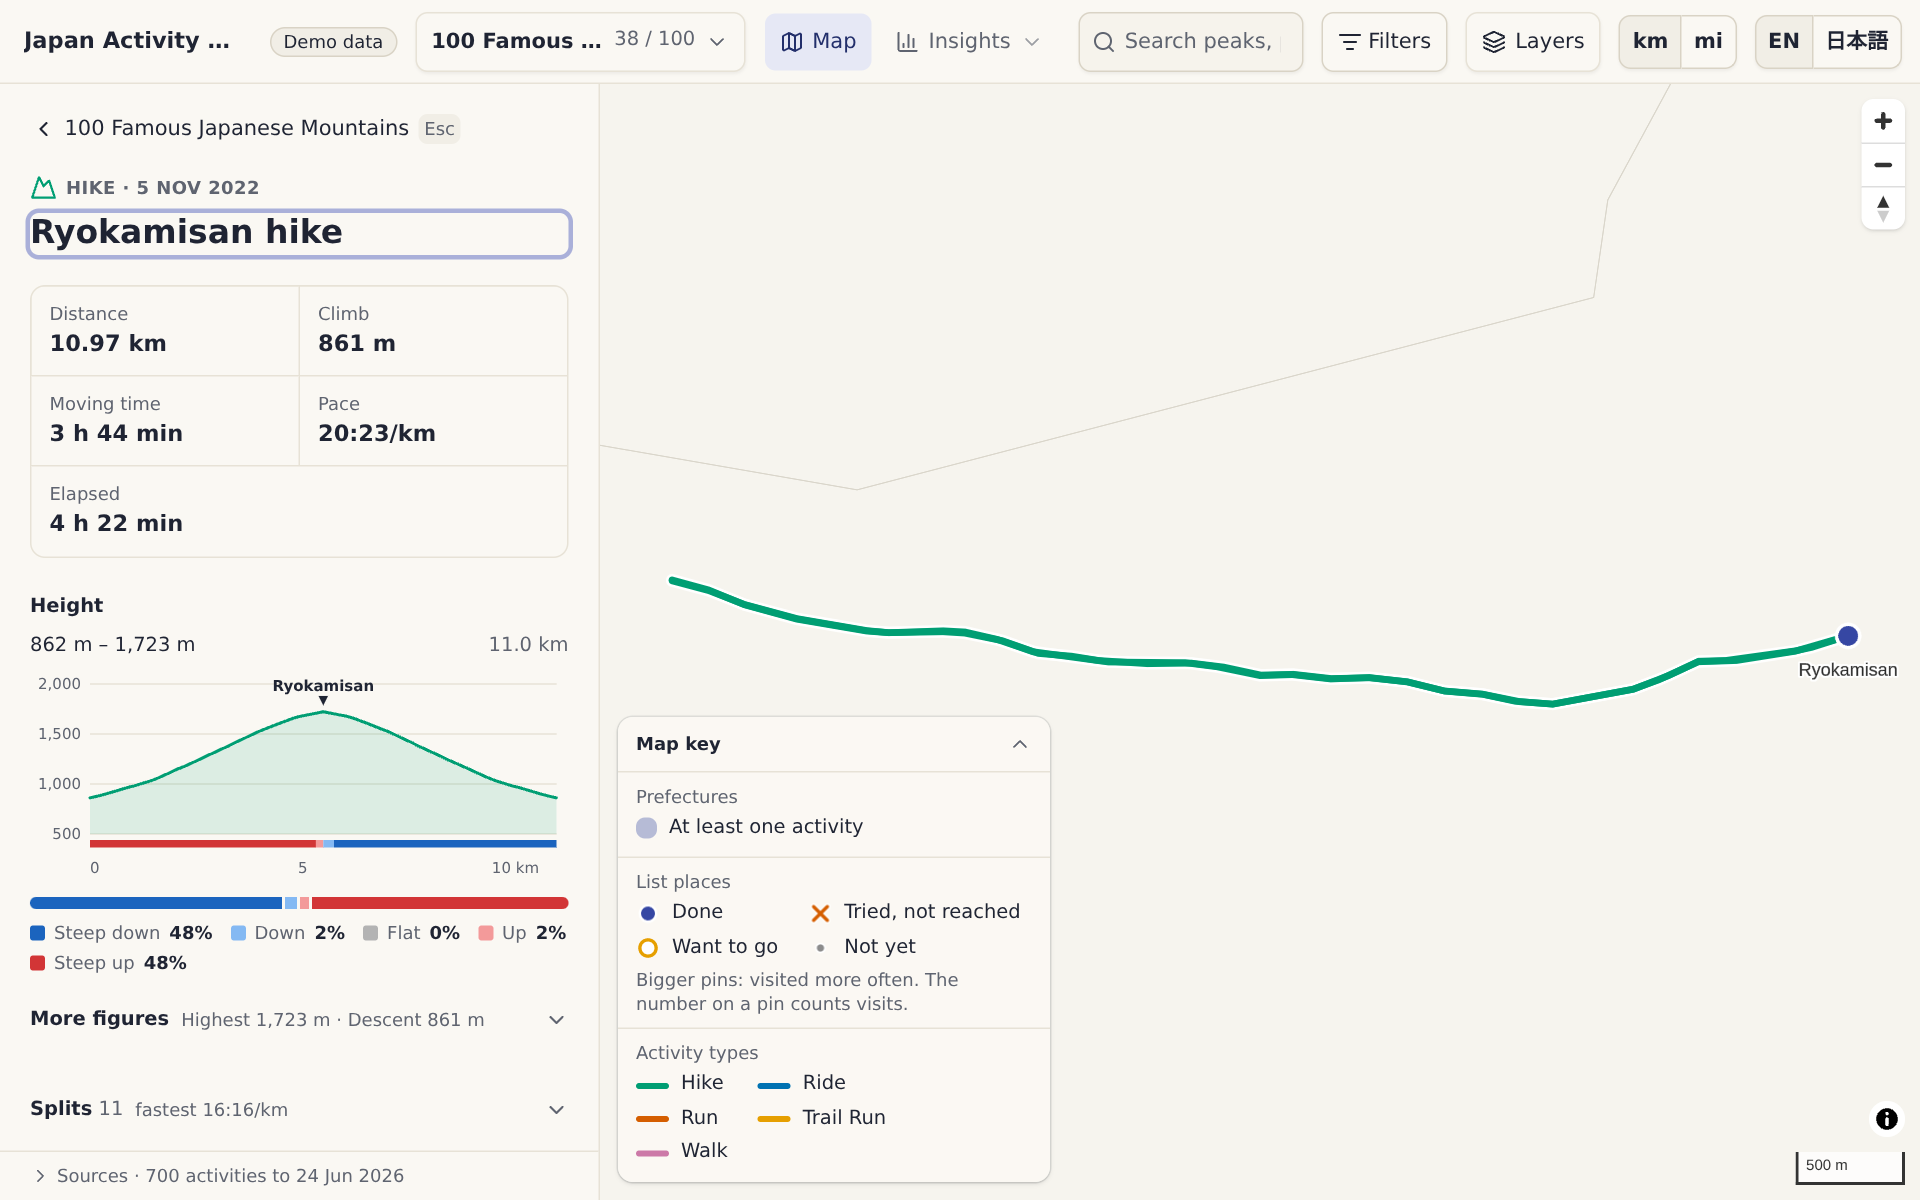 Japan Activity …
Demo data
100 Famous … 38 / 100
Map
Insights
Search peaks,
Filters
Layers
km mi
EN 日本語
100 Famous Japanese Mountains Esc
HIKE · 5 NOV 2022
Ryokamisan hike
Distance
10.97 km
Climb
861 m
Moving time
3 h 44 min
Pace
20:23/km
Elapsed
4 h 22 min
Height
862 m – 1,723 m 11.0 km
Ryokamisan
2,000
1,500
1,000
500
0 5 10 km
Steep down 48% Down 2% Flat 0% Up 2%
Steep up 48%
More figures Highest 1,723 m · Descent 861 m
Splits 11 fastest 16:16/km
Sources · 700 activities to 24 Jun 2026
Ryokamisan
Map key
Prefectures
At least one activity
List places
Done Tried, not reached
Want to go Not yet
Bigger pins: visited more often. The
number on a pin counts visits.
Activity types
Hike Ride
Run Trail Run
Walk
500 m